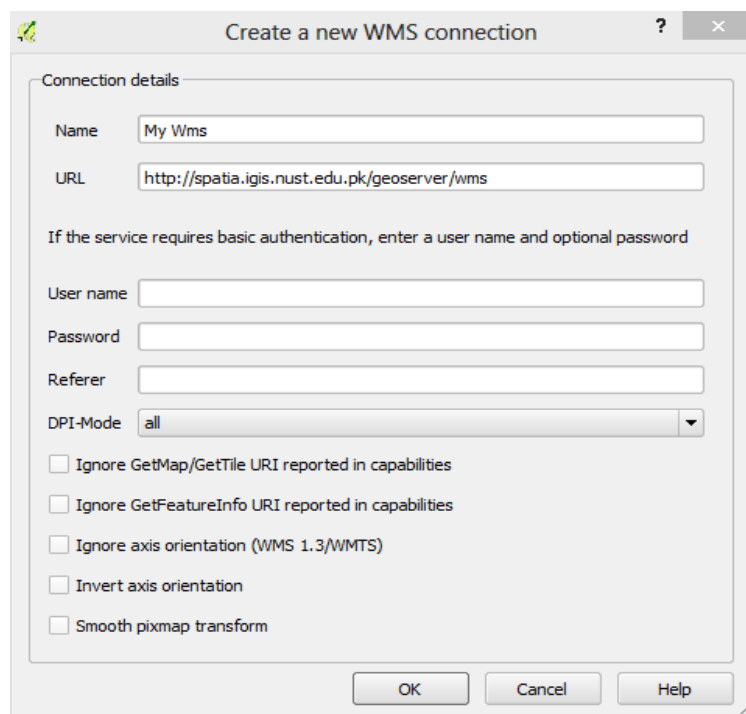 Create a new WMS connection
?
Connection details
Name My Wms
URL http://spatia.igis.nust.edu.pk/geoserver/wms
If the service requires basic authentication, enter a user name and optional password
User name
Password
Referer
DPI-Mode all
Ignore GetMap/GetTile URI reported in capabilities
Ignore GetFeatureInfo URI reported in capabilities
Ignore axis orientation (WMS 1.3/WMTS)
Invert axis orientation
Smooth pixmap transform
OK Cancel Help